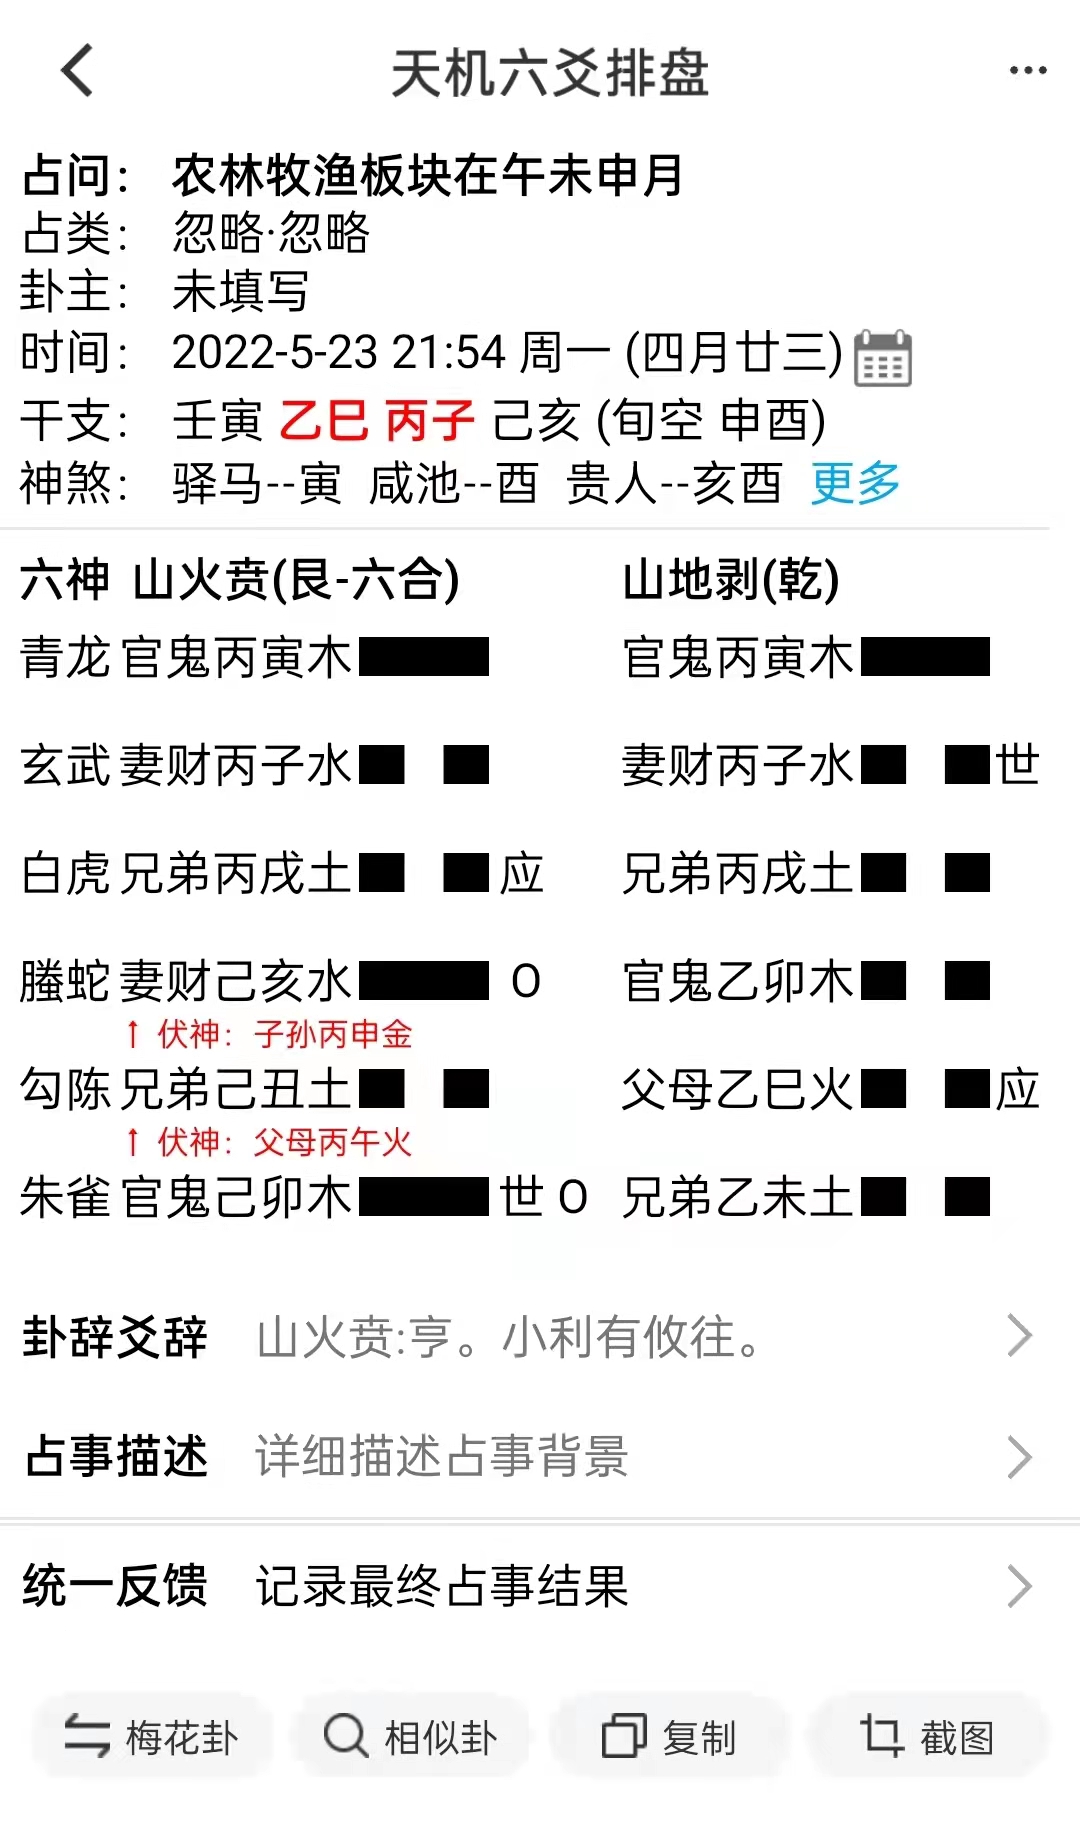 天机六爻排盘
占问： 农林牧渔板块在午未申月
占类： 忽略·忽略
卦主： 未填写
时间： 2022-5-23 21:54 周一 (四月廿三)
干支： 壬寅 乙巳 丙子 己亥 (旬空 申酉)
神煞： 驿马--寅 咸池--酉 贵人--亥酉 更多
六神 山火贲(艮-六合) 山地剥(乾)
青龙 官鬼丙寅木 官鬼丙寅木
玄武 妻财丙子水 妻财丙子水 世
白虎 兄弟丙戌土 应 兄弟丙戌土
螣蛇 妻财己亥水 O 官鬼乙卯木
↑ 伏神：子孙丙申金
勾陈 兄弟己丑土 父母乙巳火 应
↑ 伏神：父母丙午火
朱雀 官鬼己卯木 世 O 兄弟乙未土
卦辞爻辞 山火贲:亨。小利有攸往。
占事描述 详细描述占事背景
统一反馈 记录最终占事结果
梅花卦 相似卦 复制 截图